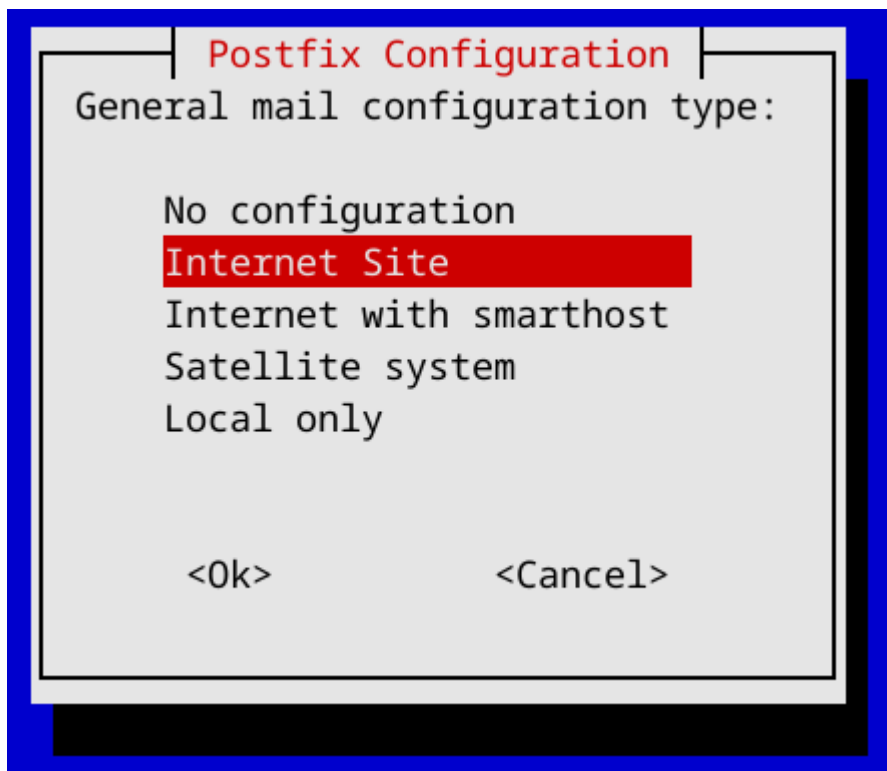 Postfix Configuration
General mail configuration type:
No configuration
Internet Site
Internet with smarthost
Satellite system
Local only
<Ok> <Cancel>